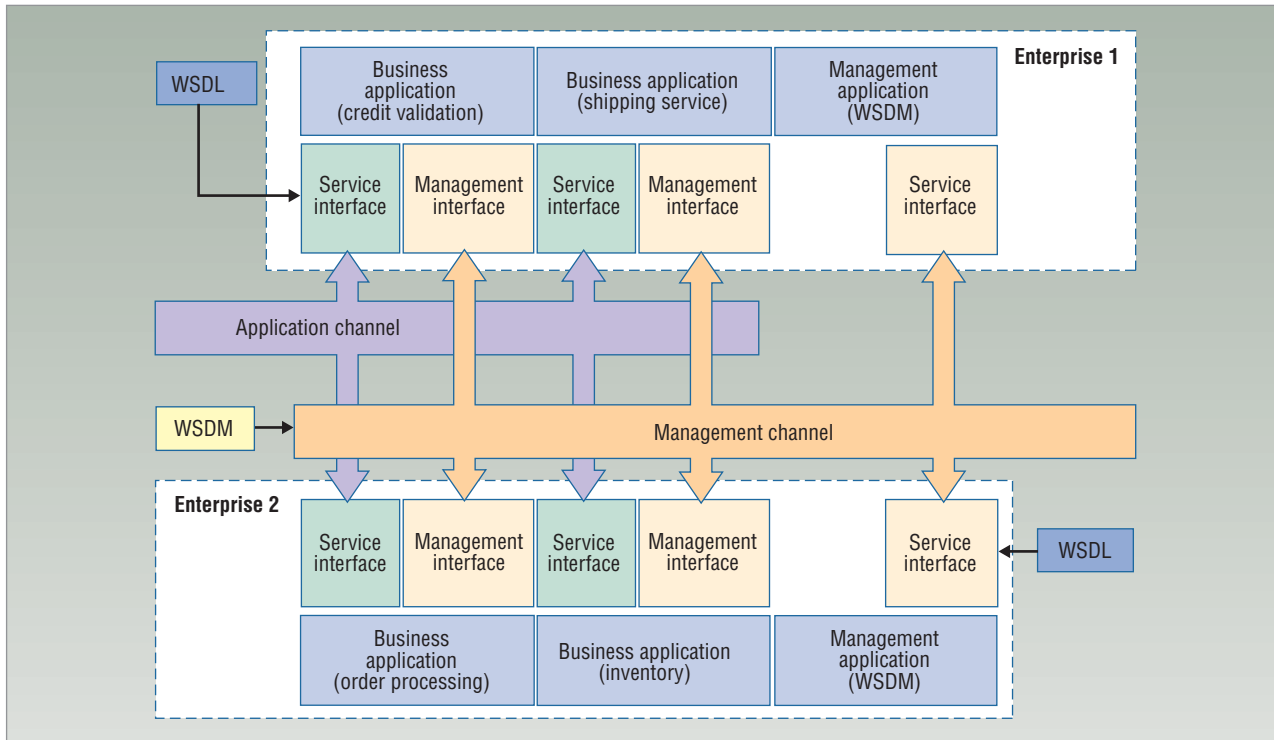 Enterprise 1
WSDL
Business
application
(credit validation)
Business application
(shipping service)
Management
application
(WSDM)
Service
interface
Management
interface
Service
interface
Management
interface
Service
interface
Application channel
WSDM
Management channel
Enterprise 2
Service
interface
Management
interface
Service
interface
Management
interface
Service
interface
WSDL
Business
application
(order processing)
Business application
(inventory)
Management
application
(WSDM)